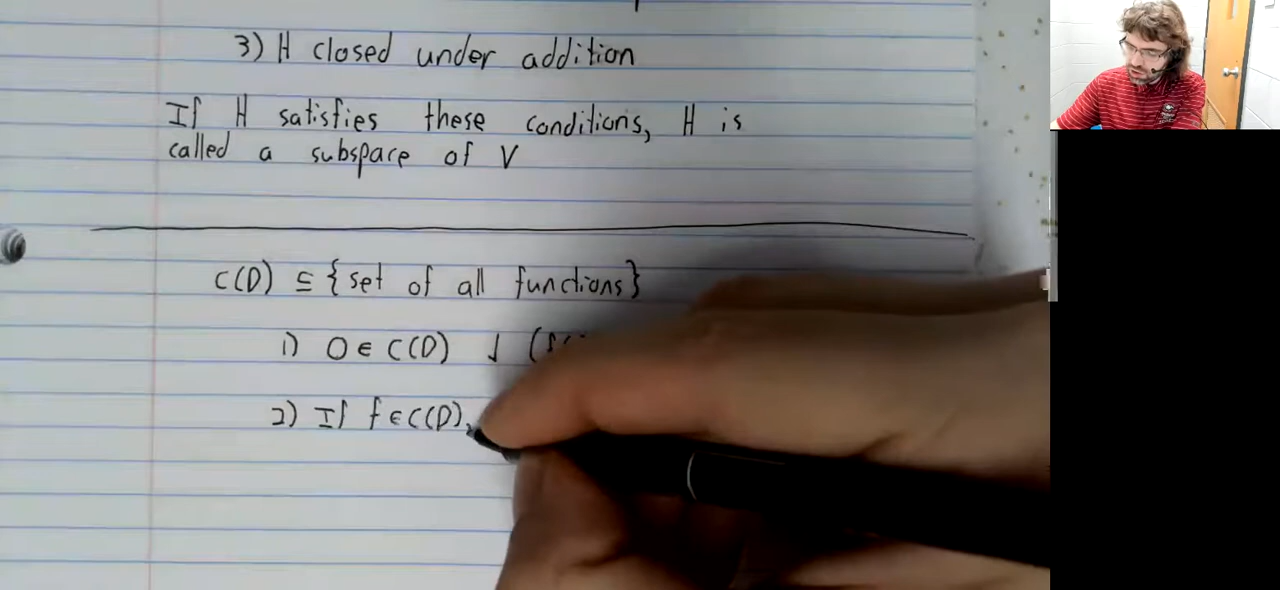 3) H closed under addition
If H satisfies these conditions, H is
called a subspace of V
C(D) ⊆ {set of all functions}
1) 0 ∈ C(D) ✓ (f(
2) If f ∈ C(D),